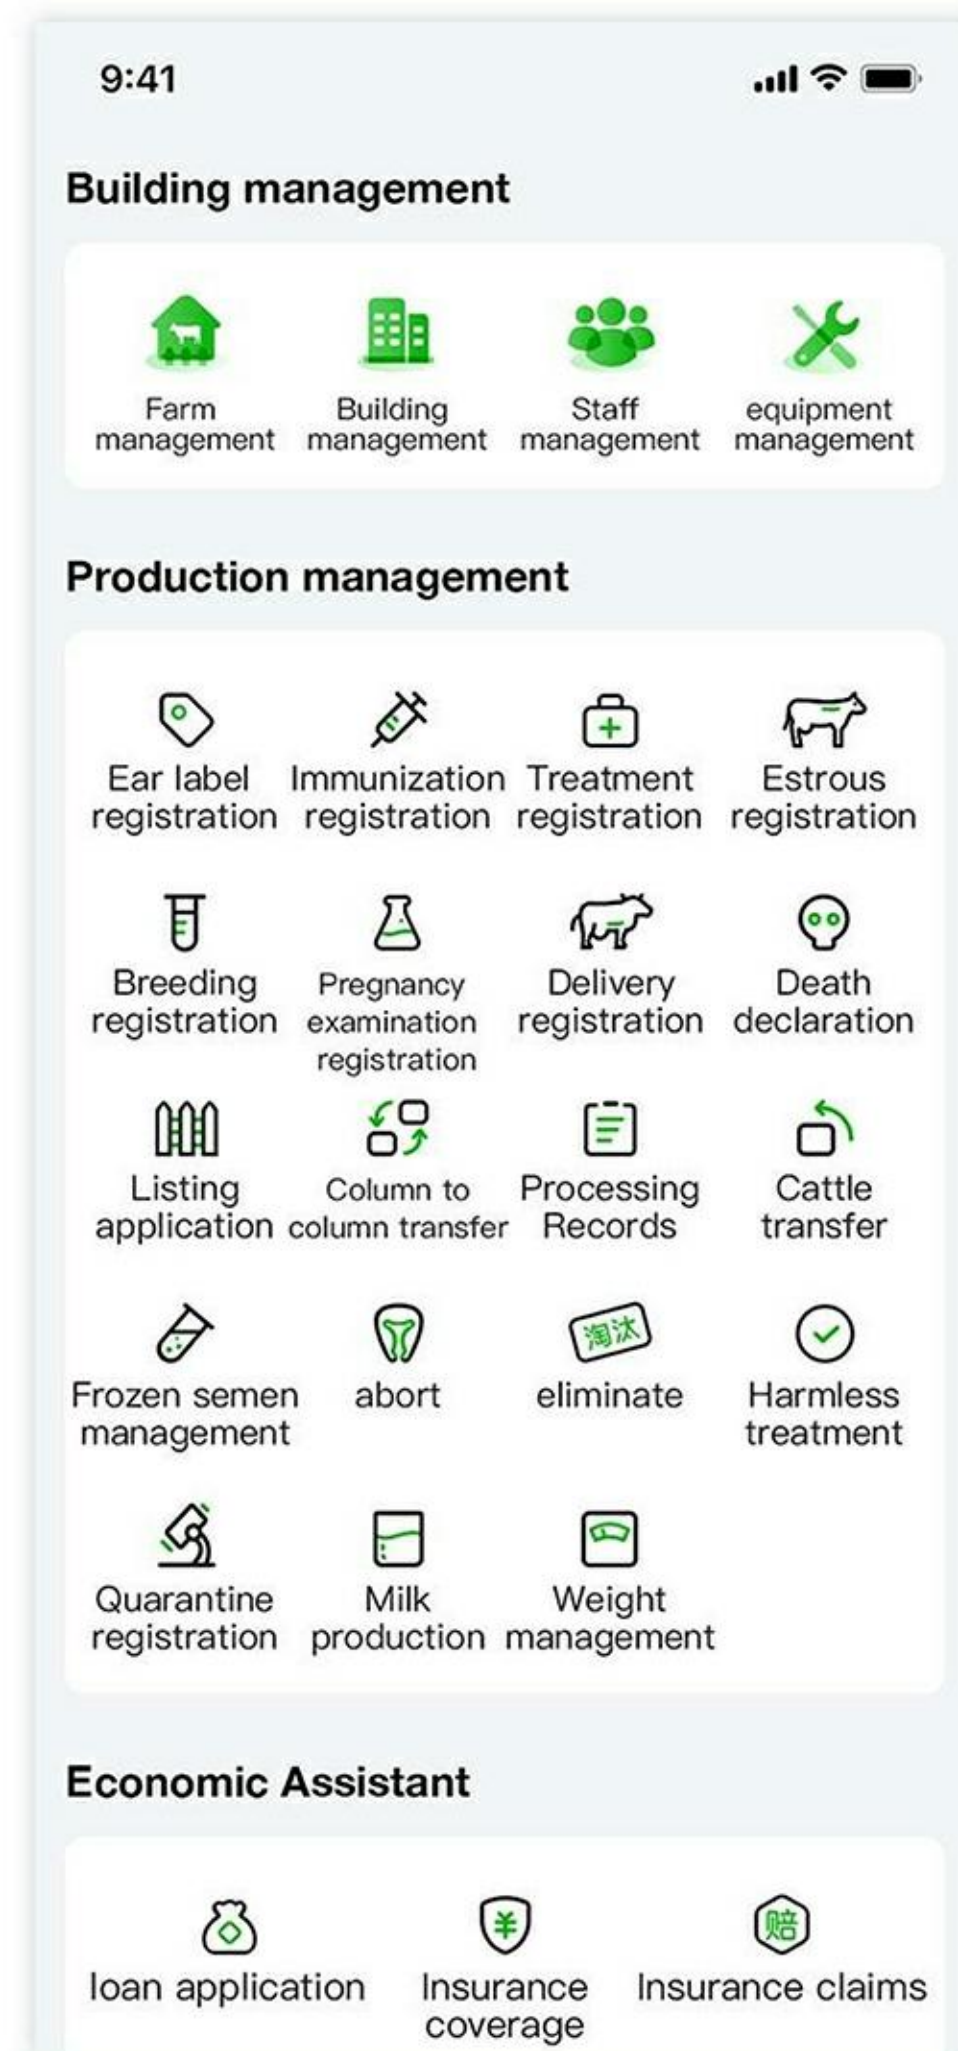 9:41
Building management
Farm management
Building management
Staff management
equipment management
Production management
Ear label registration
Immunization registration
Treatment registration
Estrous registration
Breeding registration
Pregnancy examination registration
Delivery registration
Death declaration
Listing application
Column to column transfer
Processing Records
Cattle transfer
Frozen semen management
abort
淘汰
eliminate
Harmless treatment
Quarantine registration
Milk production
Weight management
Economic Assistant
loan application
¥
Insurance coverage
赔
Insurance claims